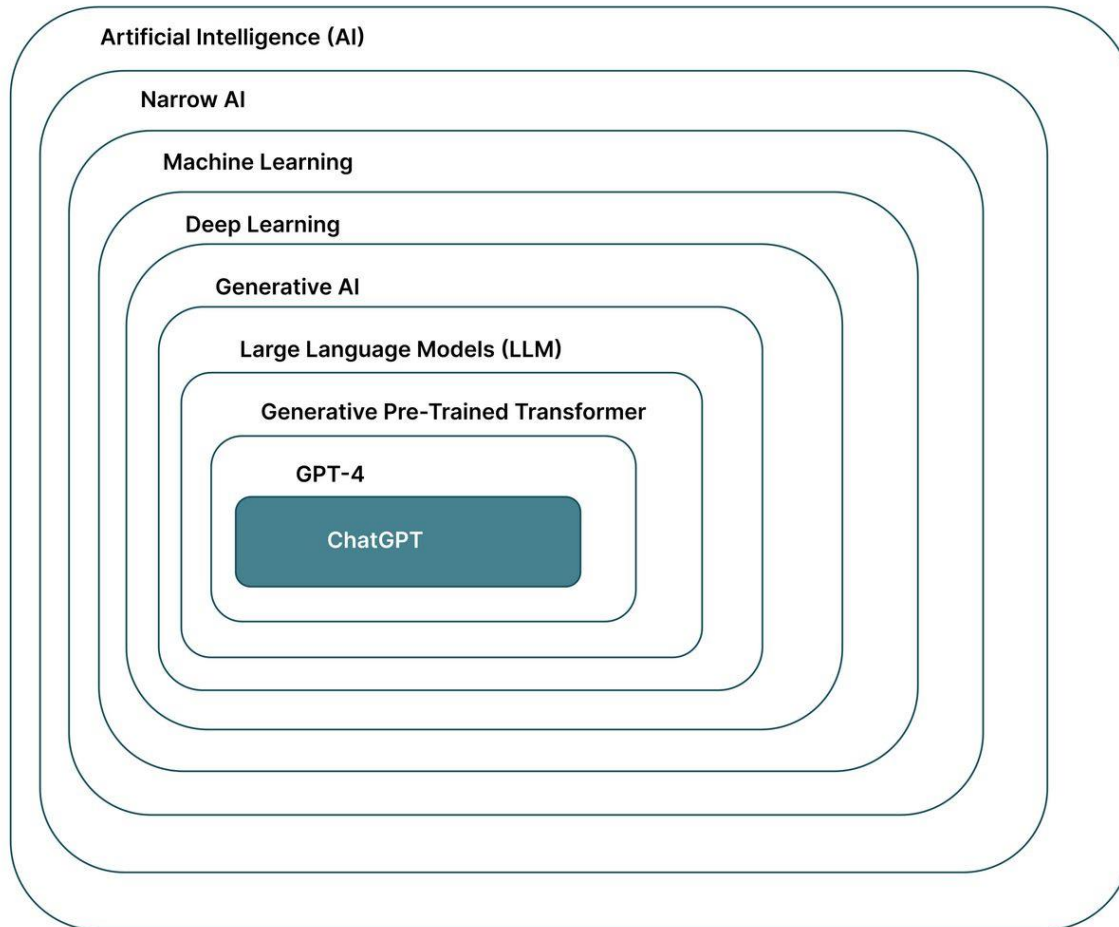 Artificial Intelligence (AI)
Narrow AI
Machine Learning
Deep Learning
Generative AI
Large Language Models (LLM)
Generative Pre-Trained Transformer
GPT-4
ChatGPT